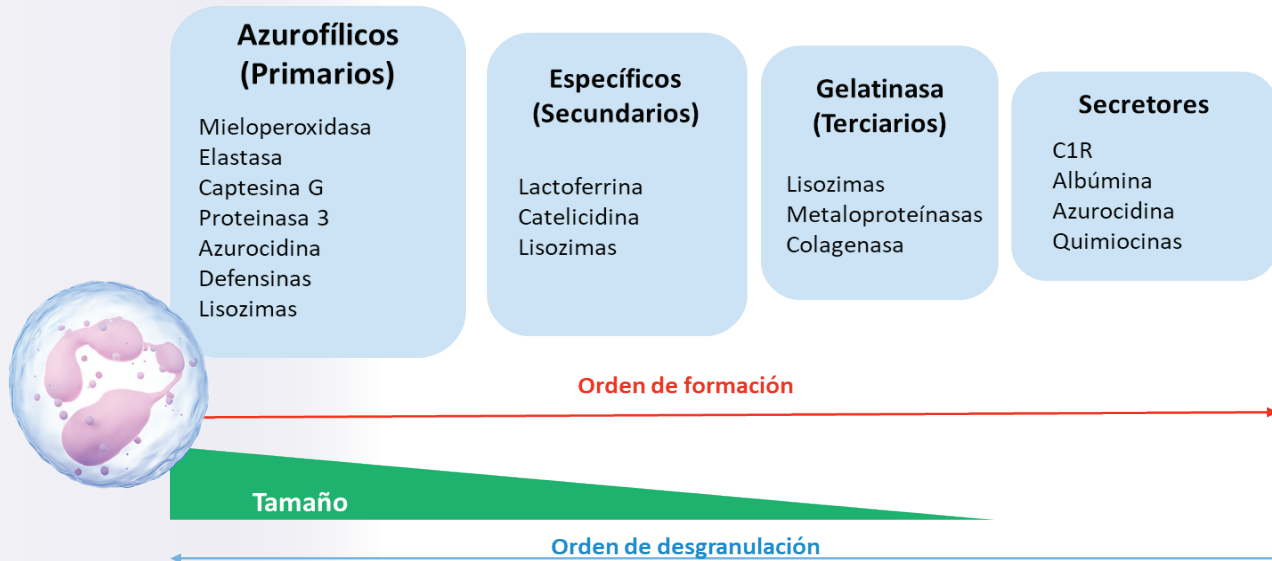 Azurofílicos
(Primarios)
Mieloperoxidasa
Elastasa
Captesina G
Proteinasa 3
Azurocidina
Defensinas
Lisozimas
Específicos
(Secundarios)
Lactoferrina
Catelicidina
Lisozimas
Gelatinasa
(Terciarios)
Lisozimas
Metaloproteínasas
Colagenasa
Secretores
C1R
Albúmina
Azurocidina
Quimiocinas
Orden de formación
Tamaño
Orden de desgranulación